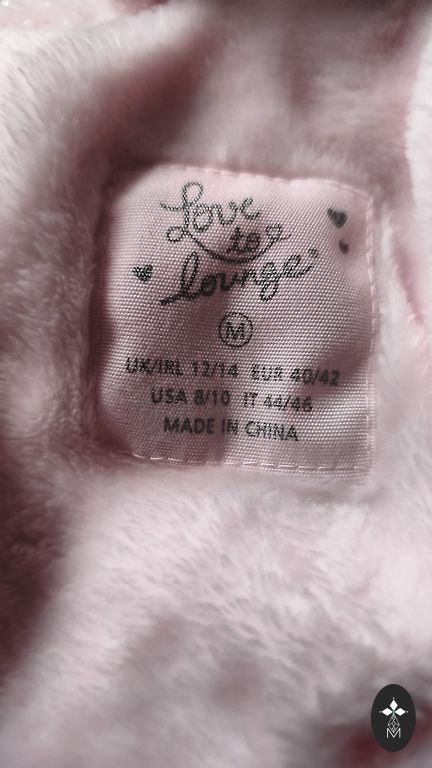 Love
to
lounge®
M
UK/IRL 12/14 EUR 40/42
USA 8/10 IT 44/46
MADE IN CHINA
M